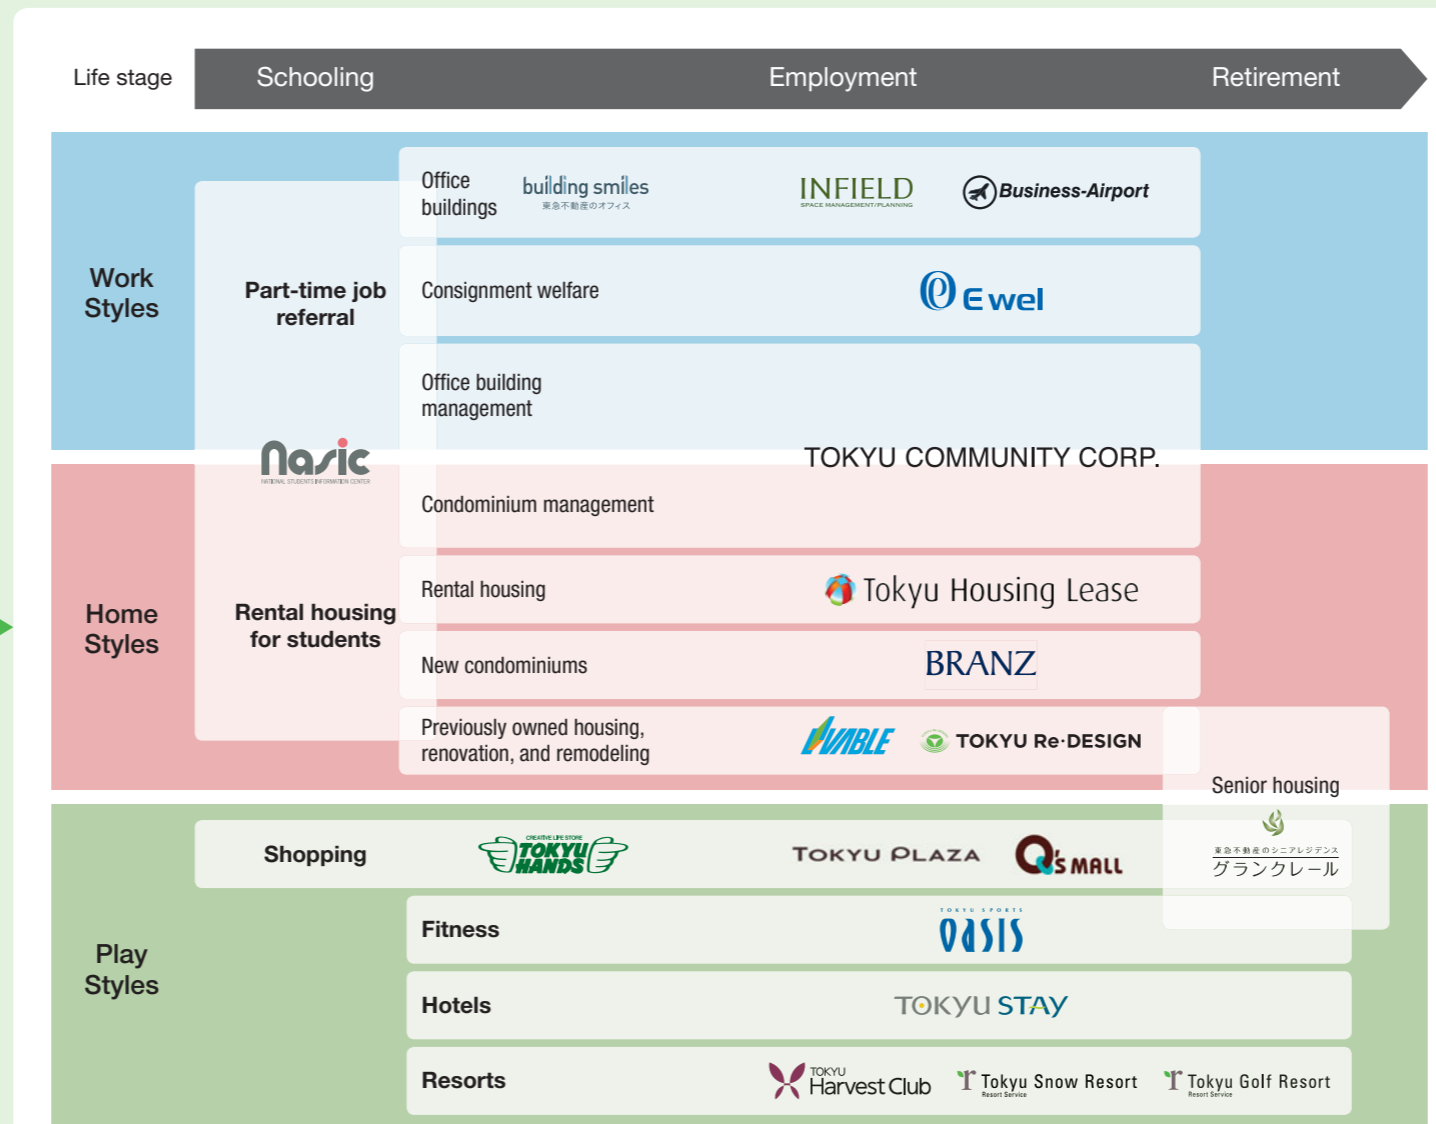 Life stage
Schooling
Employment
Retirement
Work
Styles
Part-time job
referral
Office
buildings
building smiles
東急不動産のオフィス
INFIELD
SPACE MANAGEMENT/PLANNING
Business-Airport
Consignment welfare
Ewel
Office building
management
nasic
NATIONAL STUDENTS INFORMATION CENTER
TOKYU COMMUNITY CORP.
Condominium management
Home
Styles
Rental housing
for students
Rental housing
Tokyu Housing Lease
New condominiums
BRANZ
Previously owned housing,
renovation, and remodeling
LIVABLE
TOKYU Re·DESIGN
Senior housing
東急不動産のシニアレジデンス
グランクレール
Play
Styles
Shopping
CREATIVE LIFE STORE
TOKYU
HANDS
TOKYU PLAZA
Q's MALL
Fitness
TOKYU SPORTS
OASIS
Hotels
TOKYU STAY
Resorts
TOKYU
Harvest Club
Tokyu Snow Resort
Resort Service
Tokyu Golf Resort
Resort Service